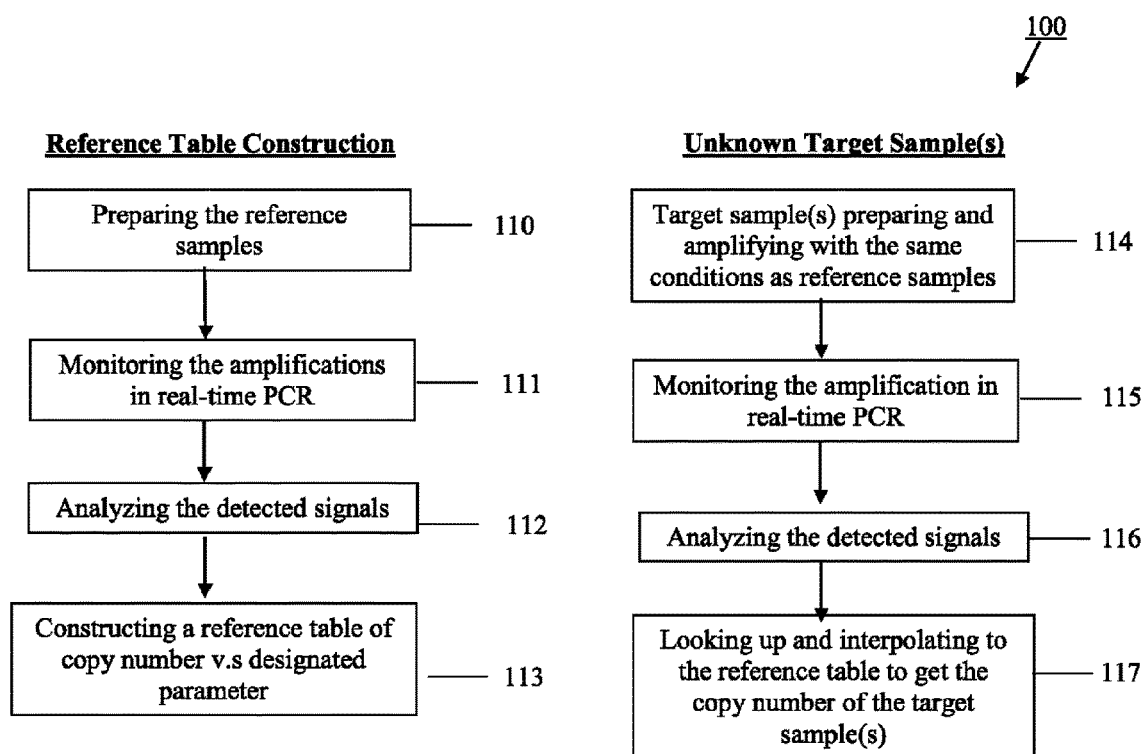 100
Reference Table Construction
Preparing the reference
samples
110
Monitoring the amplifications
in real-time PCR
111
Analyzing the detected signals
112
Constructing a reference table of
copy number v.s designated
parameter
113
Unknown Target Sample(s)
Target sample(s) preparing and
amplifying with the same
conditions as reference samples
114
Monitoring the amplification in
real-time PCR
115
Analyzing the detected signals
116
Looking up and interpolating to
the reference table to get the
copy number of the target
sample(s)
117